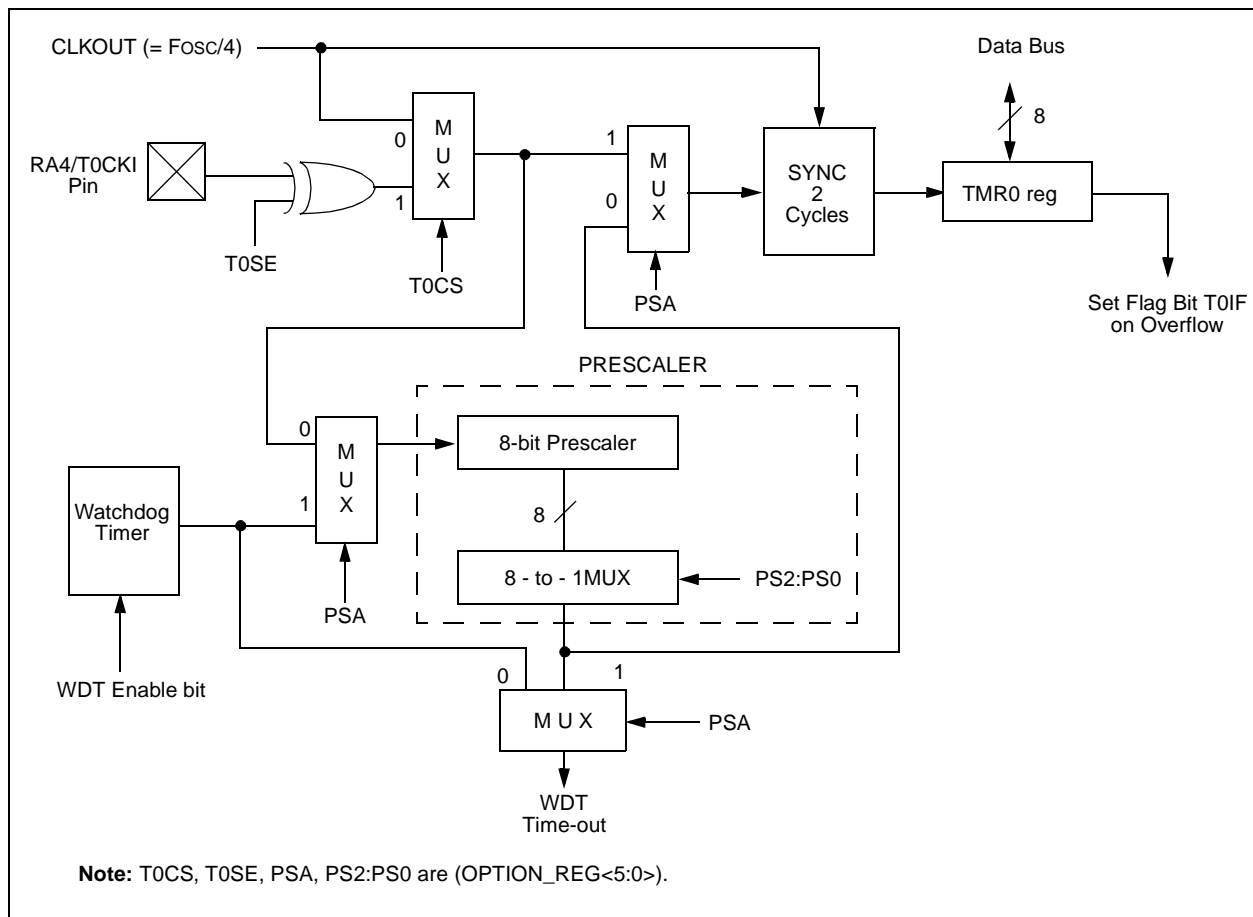 CLKOUT (= FOSC/4)
Data Bus
8
M
U
X
0
1
RA4/T0CKI
Pin
T0SE
T0CS
1
0
M
U
X
PSA
SYNC
2
Cycles
TMR0 reg
Set Flag Bit T0IF
on Overflow
PRESCALER
0
1
M
U
X
PSA
8-bit Prescaler
8
8 - to - 1MUX
PS2:PS0
Watchdog
Timer
WDT Enable bit
0
1
M U X
PSA
WDT
Time-out
Note: T0CS, T0SE, PSA, PS2:PS0 are (OPTION_REG<5:0>).